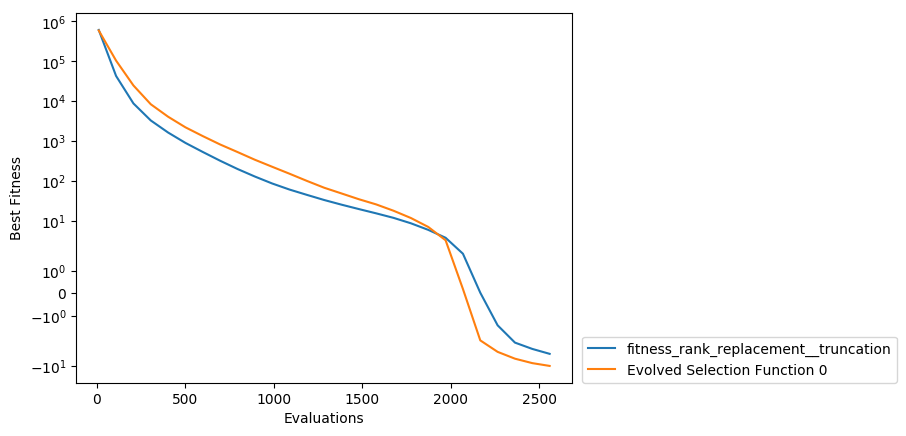 10⁶
10⁵
10⁴
10³
10²
10¹
10⁰
0
−10⁰
−10¹
Best Fitness
0 500 1000 1500 2000 2500
Evaluations
fitness_rank_replacement__truncation
Evolved Selection Function 0